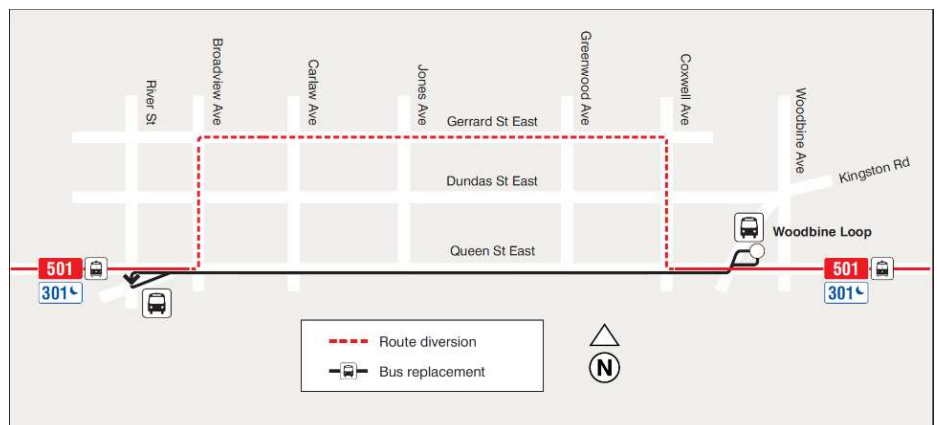 River St
Broadview Ave
Carlaw Ave
Jones Ave
Greenwood Ave
Coxwell Ave
Woodbine Ave
Gerrard St East
Dundas St East
Kingston Rd
Queen St East
Woodbine Loop
501
301
501
301
Route diversion
Bus replacement
N